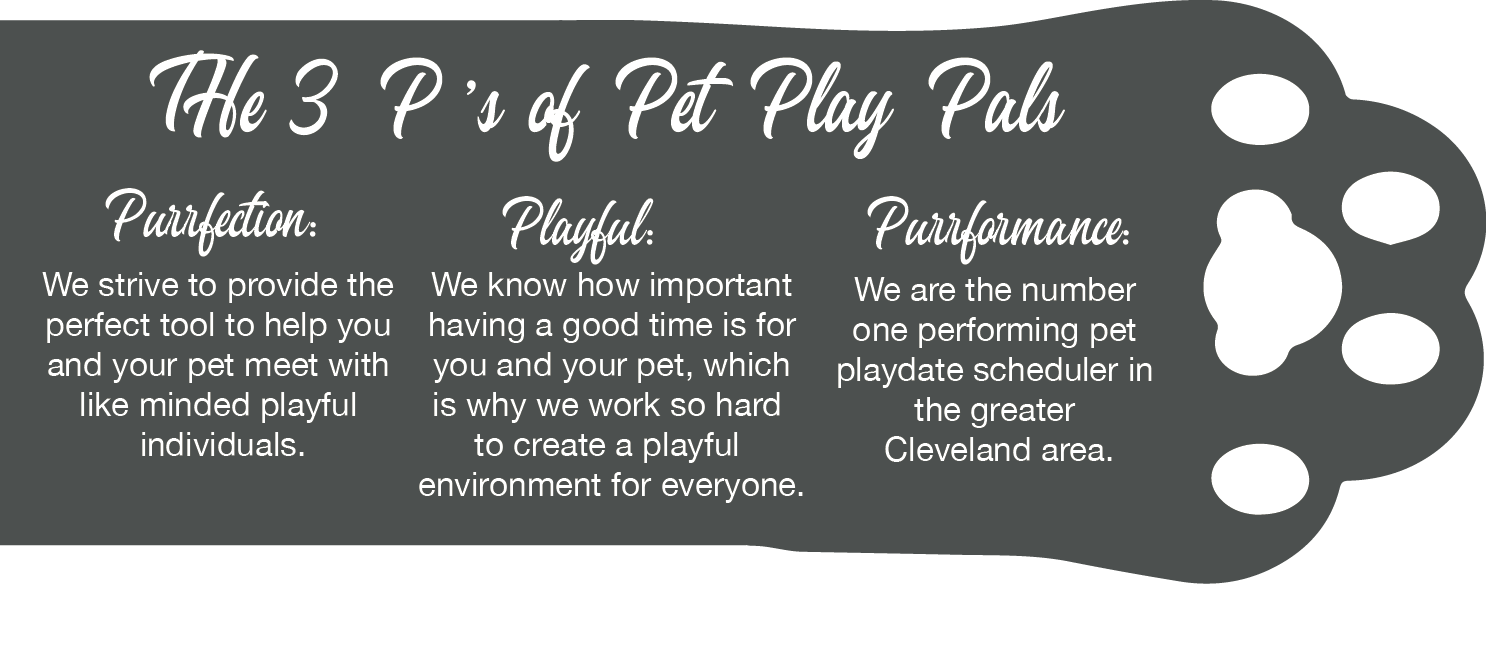 THe 3 P's of Pet Play Pals
Purrfection:
We strive to provide the
perfect tool to help you
and your pet meet with
like minded playful
individuals.
Playful:
We know how important
having a good time is for
you and your pet, which
is why we work so hard
to create a playful
environment for everyone.
Purrformance:
We are the number
one performing pet
playdate scheduler in
the greater
Cleveland area.